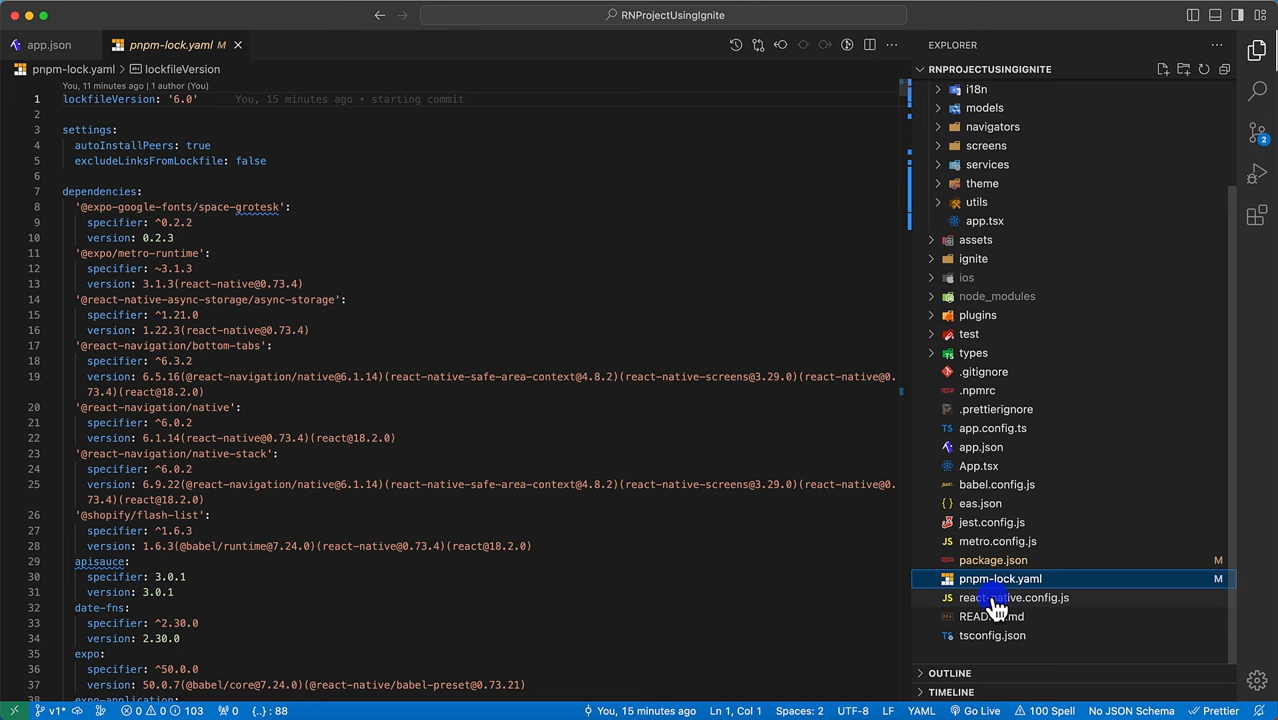 RNProjectUsingIgnite
app.json
pnpm-lock.yaml M
EXPLORER
pnpm-lock.yaml > lockfileVersion
RNPROJECTUSINGIGNITE
You, 11 minutes ago | 1 author (You)
1 lockfileVersion: '6.0' You, 15 minutes ago • starting commit
2
3 settings:
4 autoInstallPeers: true
5 excludeLinksFromLockfile: false
6
7 dependencies:
8 '@expo-google-fonts/space-grotesk':
9 specifier: ^0.2.2
10 version: 0.2.3
11 '@expo/metro-runtime':
12 specifier: ~3.1.3
13 version: 3.1.3(react-native@0.73.4)
14 '@react-native-async-storage/async-storage':
15 specifier: ^1.21.0
16 version: 1.22.3(react-native@0.73.4)
17 '@react-navigation/bottom-tabs':
18 specifier: ^6.3.2
19 version: 6.5.16(@react-navigation/native@6.1.14)(react-native-safe-area-context@4.8.2)(react-native-screens@3.29.0)(react-native@0.
73.4)(react@18.2.0)
20 '@react-navigation/native':
21 specifier: ^6.0.2
22 version: 6.1.14(react-native@0.73.4)(react@18.2.0)
23 '@react-navigation/native-stack':
24 specifier: ^6.0.2
25 version: 6.9.22(@react-navigation/native@6.1.14)(react-native-safe-area-context@4.8.2)(react-native-screens@3.29.0)(react-native@0.
73.4)(react@18.2.0)
26 '@shopify/flash-list':
27 specifier: ^1.6.3
28 version: 1.6.3(@babel/runtime@7.24.0)(react-native@0.73.4)(react@18.2.0)
29 apisauce:
30 specifier: 3.0.1
31 version: 3.0.1
32 date-fns:
33 specifier: ^2.30.0
34 version: 2.30.0
35 expo:
36 specifier: ^50.0.0
37 version: 50.0.7(@babel/core@7.24.0)(@react-native/babel-preset@0.73.21)
i18n
models
navigators
screens
services
theme
utils
app.tsx
assets
ignite
ios
node_modules
plugins
test
types
.gitignore
.npmrc
.prettierignore
app.config.ts
app.json
App.tsx
babel.config.js
eas.json
jest.config.js
metro.config.js
package.json M
pnpm-lock.yaml M
tsconfig.json
OUTLINE
TIMELINE
2
v1* 0 0 103 0 {..} : 88 You, 15 minutes ago Ln 1, Col 1 Spaces: 2 UTF-8 LF YAML Go Live 100 Spell No JSON Schema Prettier